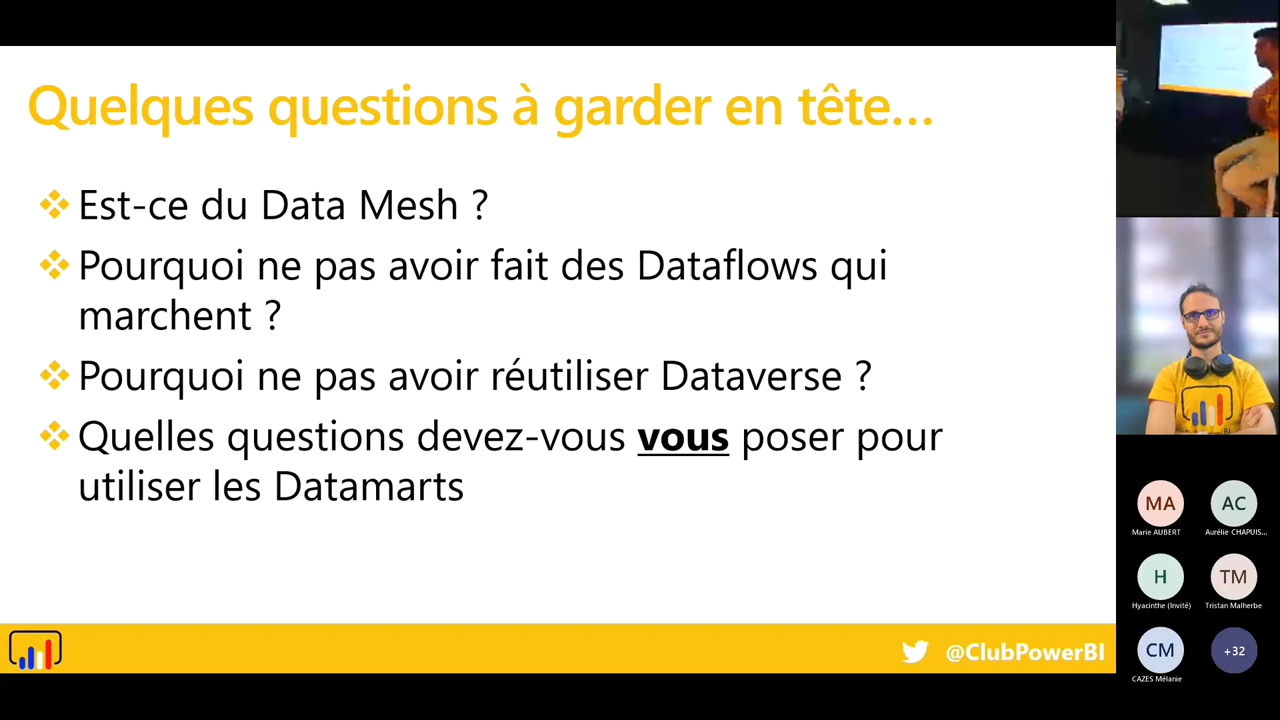 Quelques questions à garder en tête...
❖ Est-ce du Data Mesh ?
❖ Pourquoi ne pas avoir fait des Dataflows qui
marchent ?
❖ Pourquoi ne pas avoir réutiliser Dataverse ?
❖ Quelles questions devez-vous vous poser pour
utiliser les Datamarts
@ClubPowerBI
MA
AC
Marie AUBERT
Aurélie CHAPUIS...
H
TM
Hyacinthe (Invité)
Tristan Malherbe
CM
+32
CAZES Mélanie